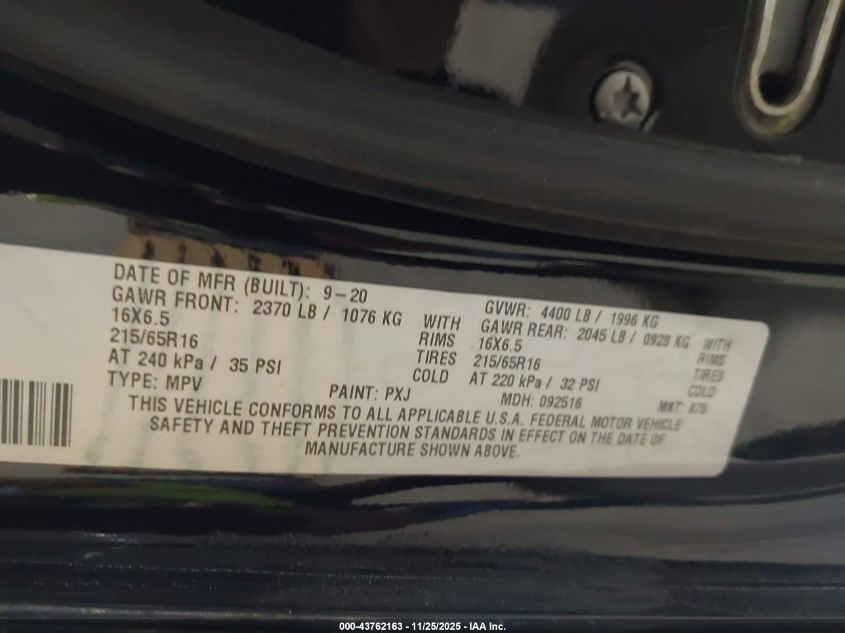 DATE OF MFR (BUILT): 9-20 GVWR: 4400 LB / 1996 KG
GAWR FRONT: 2370 LB / 1076 KG WITH GAWR REAR: 2045 LB / 0928 KG WITH
16X6.5 RIMS 16X6.5 RIMS
215/65R16 TIRES 215/65R16 TIRES
AT 240 kPa / 35 PSI COLD AT 220 kPa / 32 PSI COLD
TYPE: MPV PAINT: PXJ MDH: 092516 MKT: 875
THIS VEHICLE CONFORMS TO ALL APPLICABLE U.S.A. FEDERAL MOTOR VEHICLE
SAFETY AND THEFT PREVENTION STANDARDS IN EFFECT ON THE DATE OF
MANUFACTURE SHOWN ABOVE.
000-43762163 - 11/25/2025 - IAA Inc.